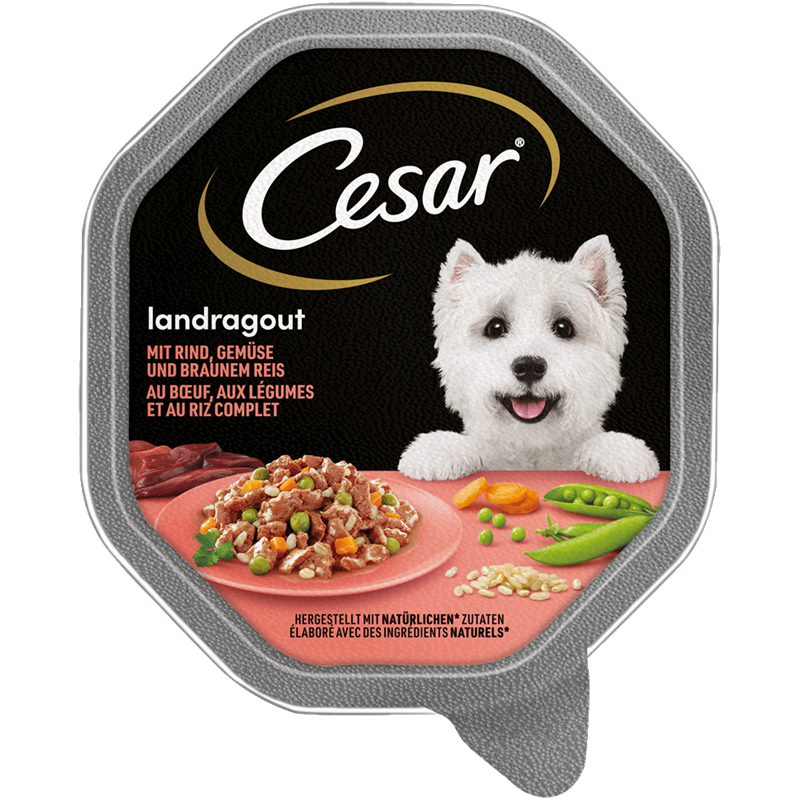 Cesar®
landragout
MIT RIND, GEMÜSE
UND BRAUNEM REIS
AU BŒUF, AUX LÉGUMES
ET AU RIZ COMPLET
HERGESTELLT MIT NATÜRLICHEN* ZUTATEN
ÉLABORÉ AVEC DES INGRÉDIENTS NATURELS*